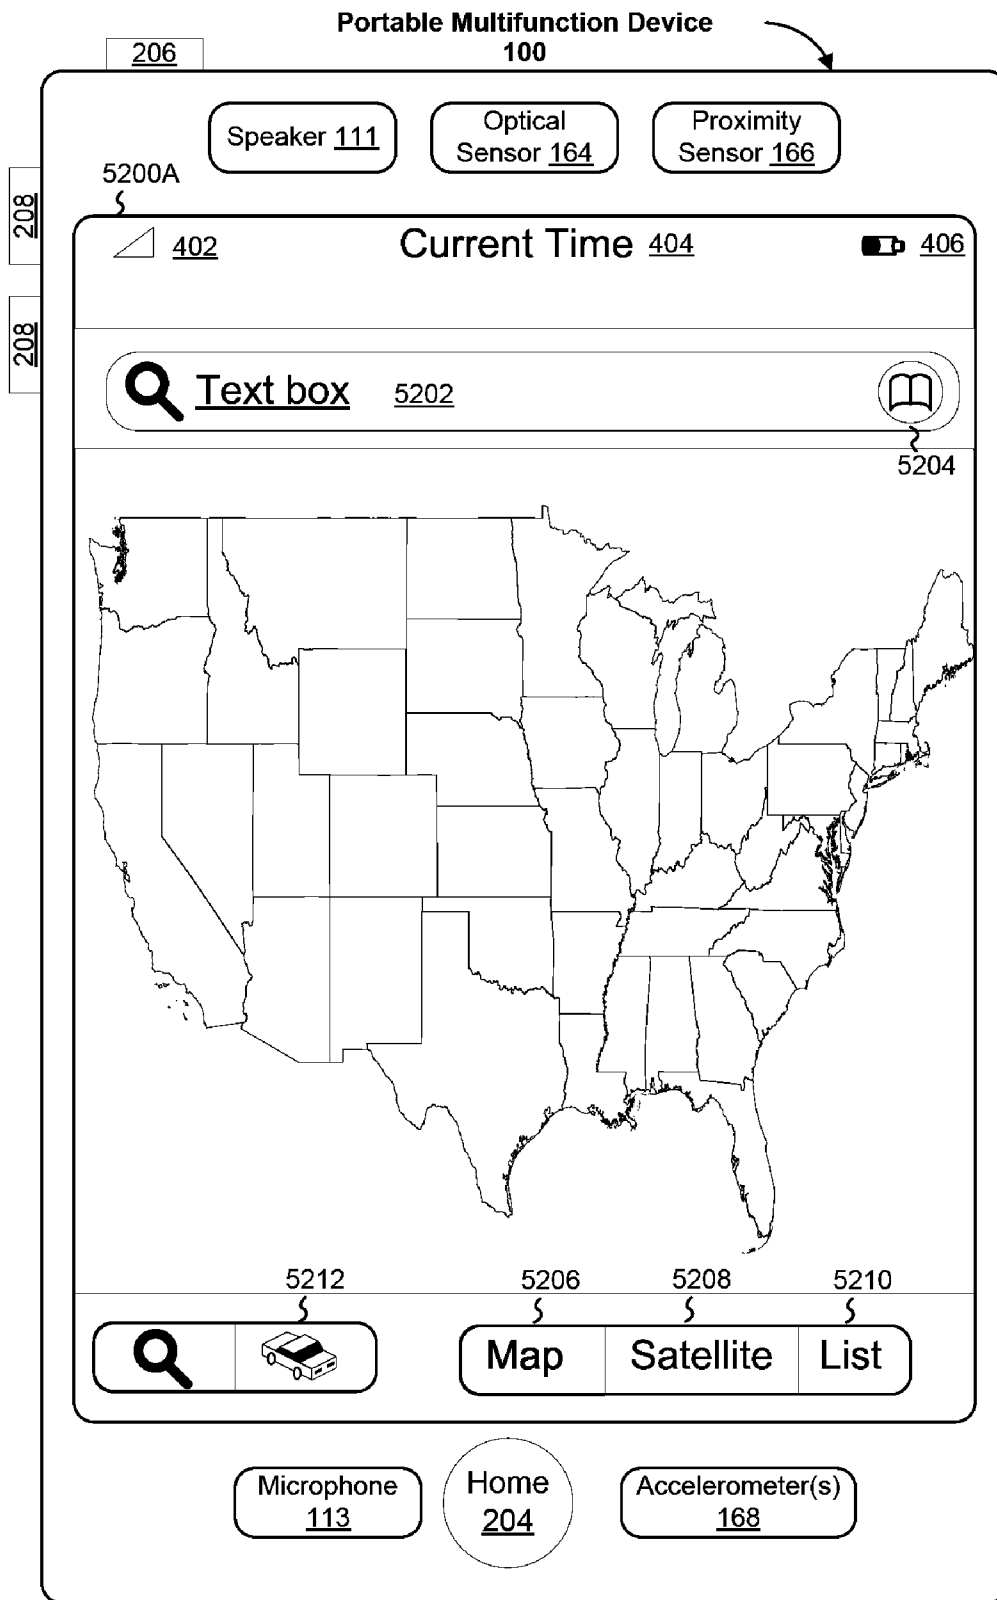 Portable Multifunction Device
100
206
Speaker 111
Optical
Sensor 164
Proximity
Sensor 166
5200A
208
402
Current Time 404
406
208
Text box 5202
5204
5212
5206
5208
5210
Map
Satellite
List
Microphone
113
Home
204
Accelerometer(s)
168